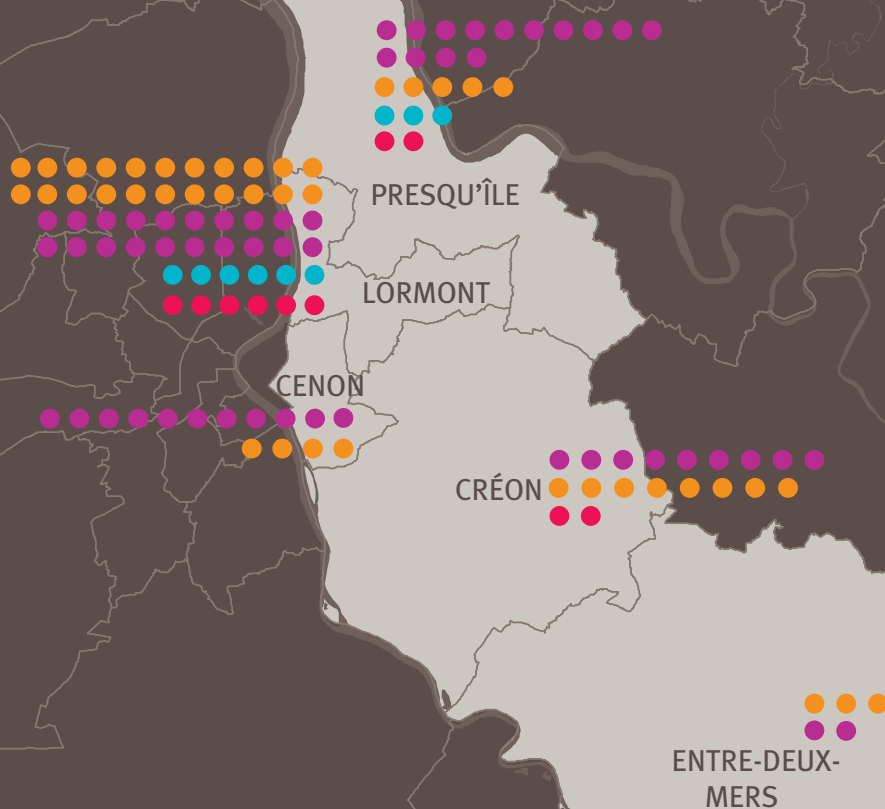 PRESQU'ÎLE
LORMONT
CENON
CRÉON
ENTRE-DEUX-
MERS